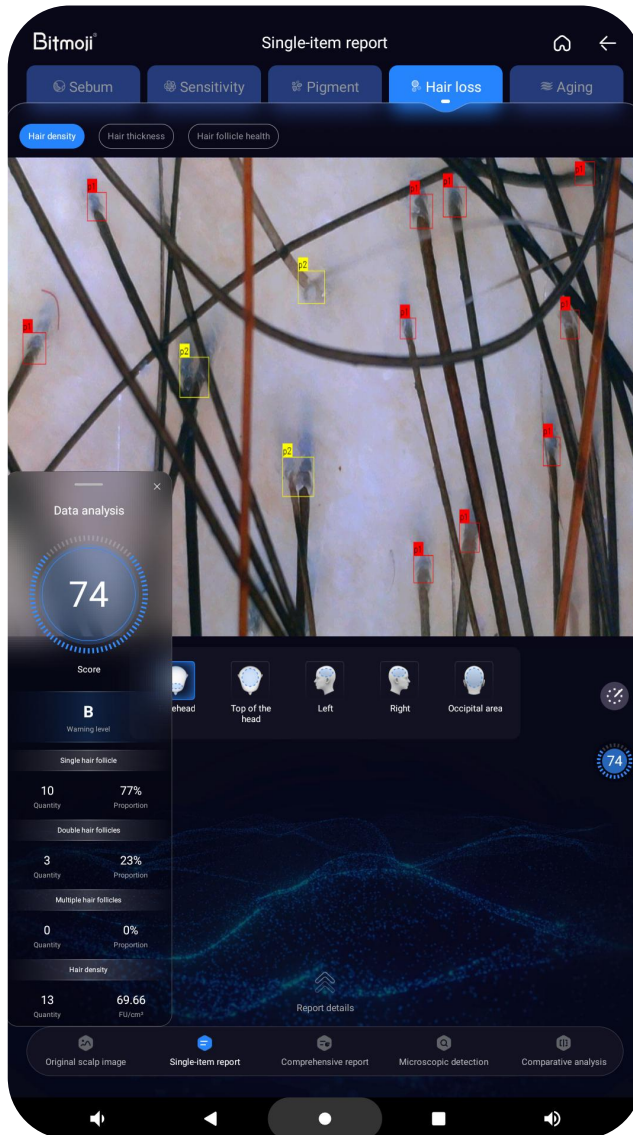 Bitmoji®
Single-item report
Sebum
Sensitivity
Pigment
Hair loss
Aging
Hair density
Hair thickness
Hair follicle health
p1
p1
p1
p1
p2
p1
p1
p1
p2
p1
p2
p1
p1
Data analysis
74
Score
B
Warning level
Single hair follicle
10 77%
Quantity Proportion
Double hair follicles
3 23%
Quantity Proportion
Multiple hair follicles
0 0%
Quantity Proportion
Hair density
13 69.66
Quantity FU/cm²
ehead
Top of the
head
Left
Right
Occipital area
74
Report details
Original scalp image
Single-item report
Comprehensive report
Microscopic detection
Comparative analysis